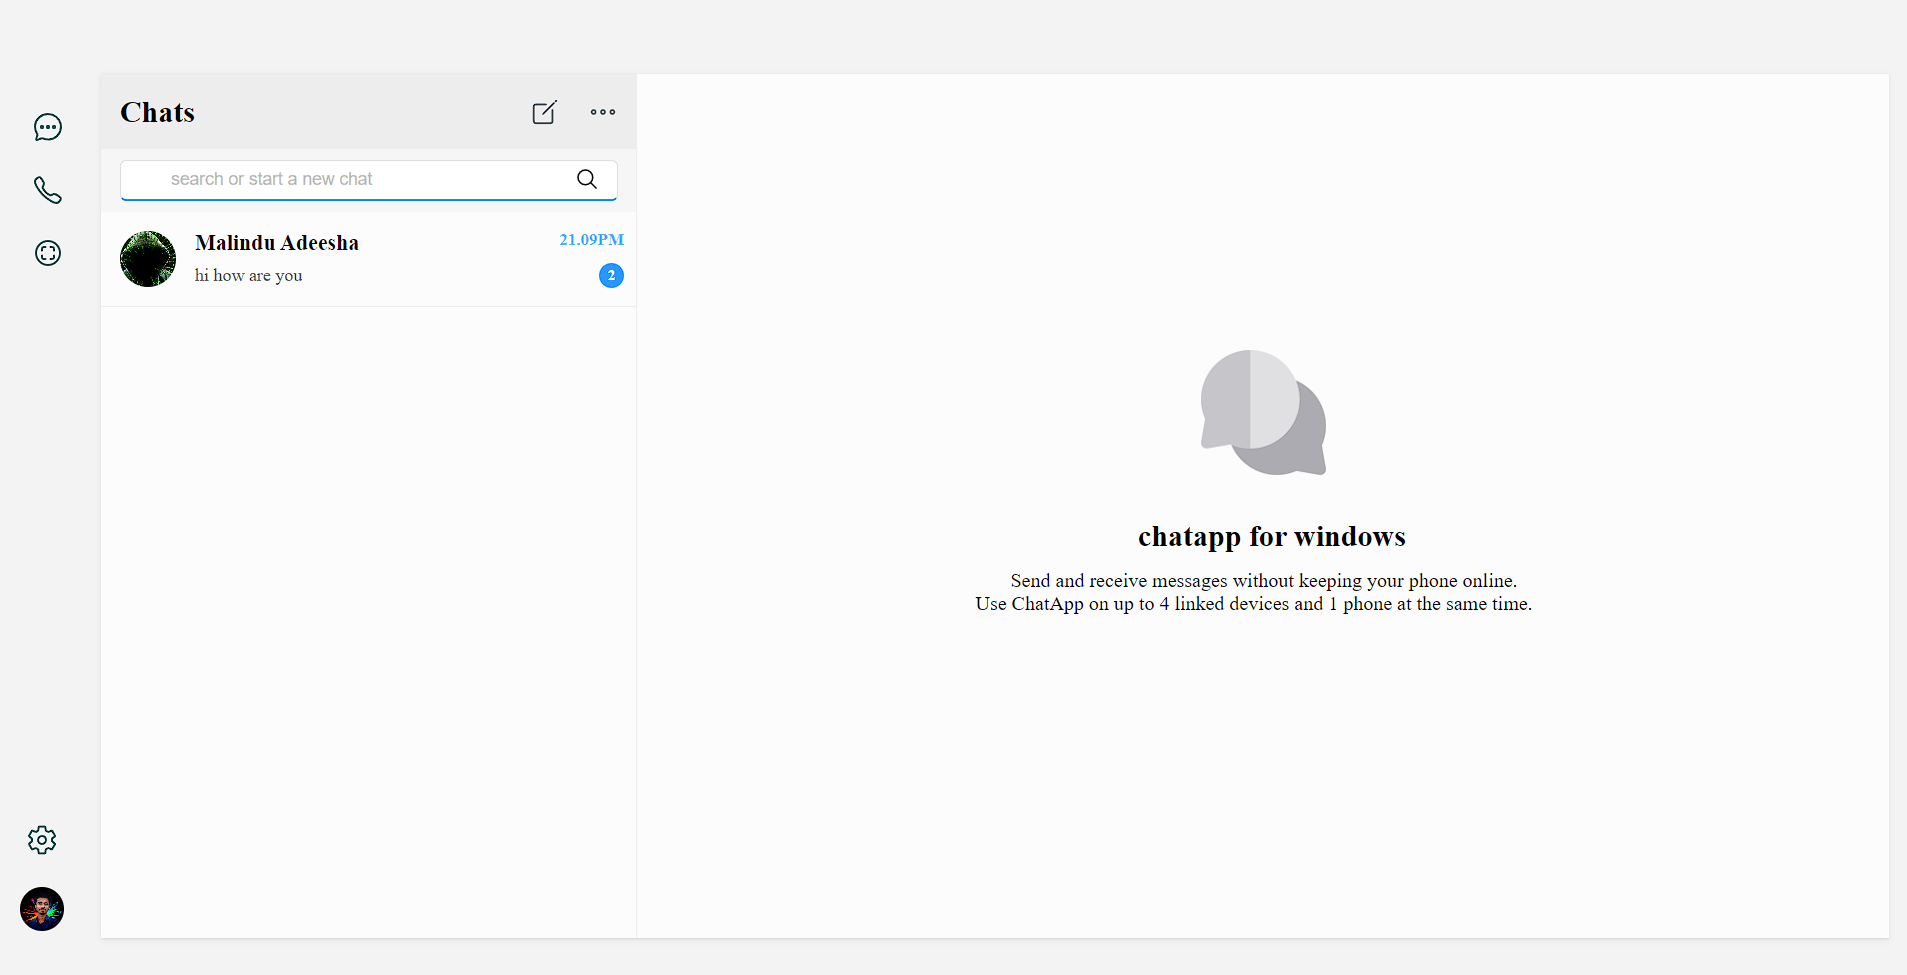 Chats
search or start a new chat
Malindu Adeesha
21.09PM
hi how are you
2
chatapp for windows
Send and receive messages without keeping your phone online.
Use ChatApp on up to 4 linked devices and 1 phone at the same time.